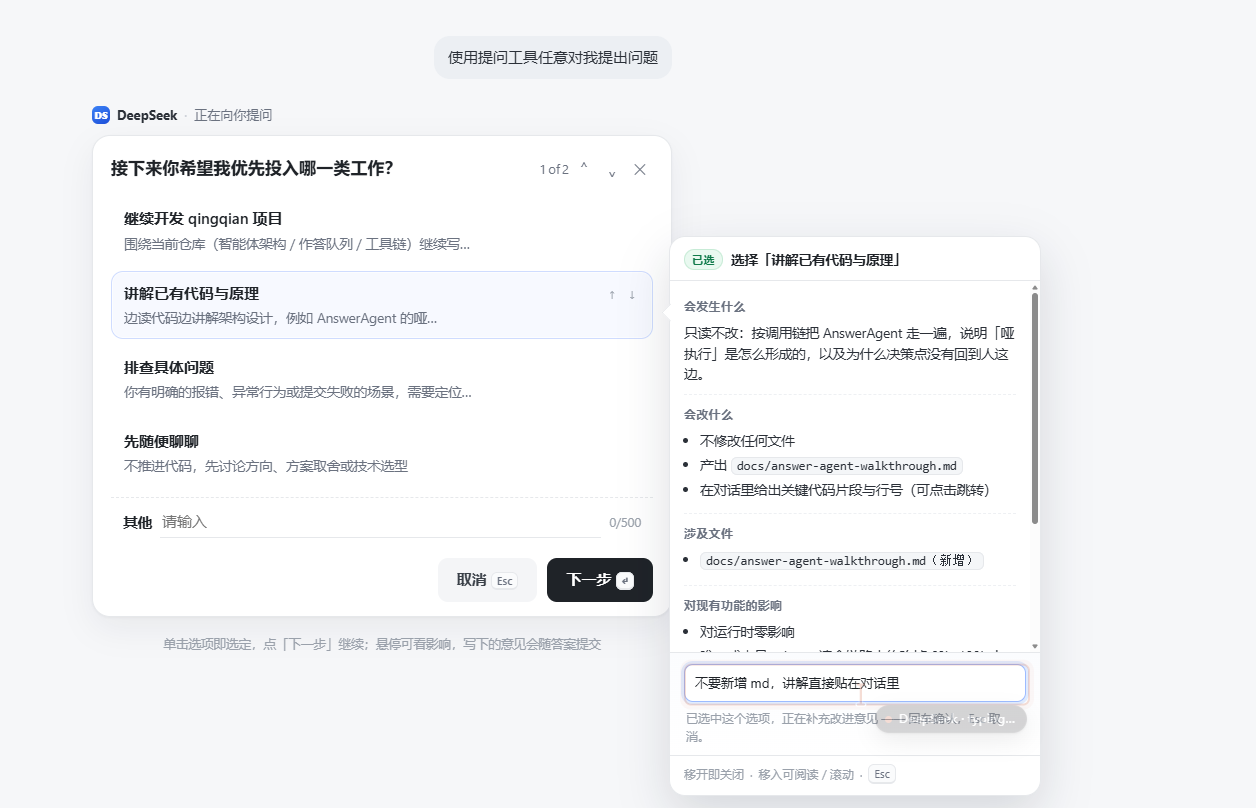 使用提问工具任意对我提出问题
DS DeepSeek · 正在向你提问
接下来你希望我优先投入哪一类工作？
1 of 2
继续开发 qingqian 项目
围绕当前仓库（智能体架构 / 作答队列 / 工具链）继续写...
讲解已有代码与原理
↑ ↓
边读代码边讲解架构设计，例如 AnswerAgent 的哑...
排查具体问题
你有明确的报错、异常行为或提交失败的场景，需要定位...
先随便聊聊
不推进代码，先讨论方向、方案取舍或技术选型
其他 请输入 0/500
取消 Esc 下一步
单击选项即选定，点「下一步」继续；悬停可看影响，写下的意见会随答案提交
已选 选择「讲解已有代码与原理」
会发生什么
只读不改：按调用链把 AnswerAgent 走一遍，说明「哑
执行」是怎么形成的，以及为什么决策点没有回到人这
边。
会改什么
不修改任何文件
产出 docs/answer-agent-walkthrough.md
在对话里给出关键代码片段与行号（可点击跳转）
涉及文件
docs/answer-agent-walkthrough.md（新增）
对现有功能的影响
对运行时零影响
不要新增 md，讲解直接贴在对话里
已选中这个选项，正在补充改进意见
消。
移开即关闭 · 移入可阅读 / 滚动 · Esc